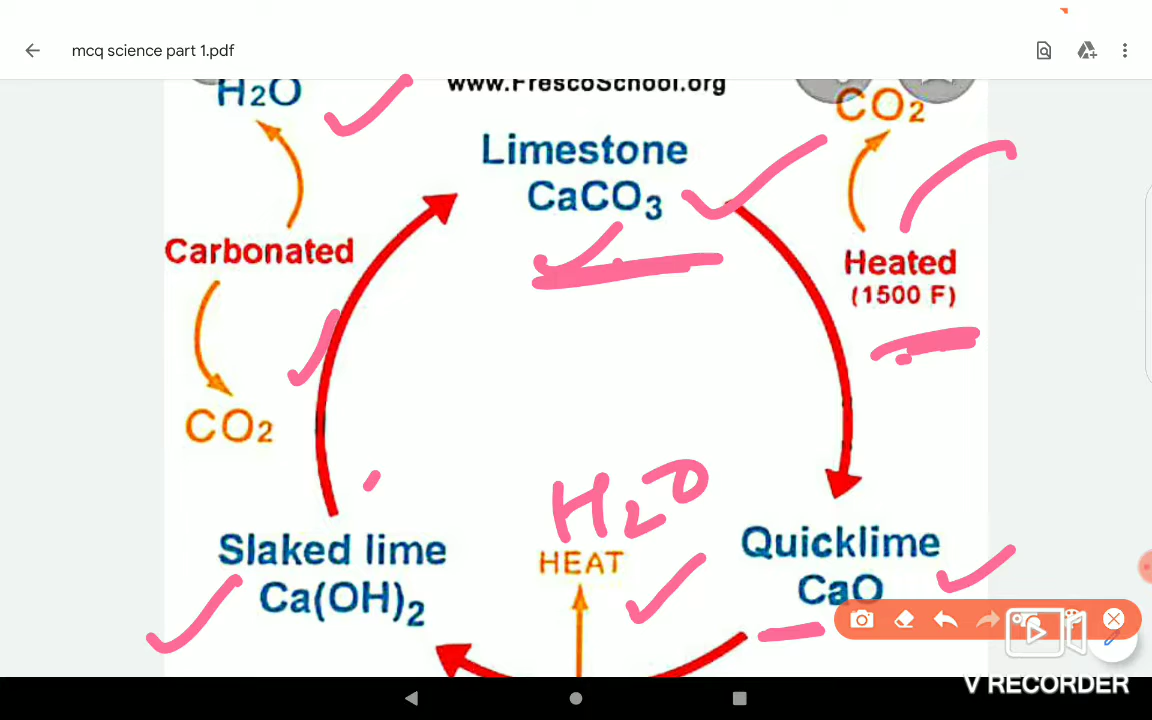 mcq science part 1.pdf
www.FrescoSchool.org
H2O
CO2
Limestone
CaCO3
Carbonated
Heated
(1500 F)
CO2
H2O
Slaked lime
Ca(OH)2
HEAT
Quicklime
CaO
V RECORDER